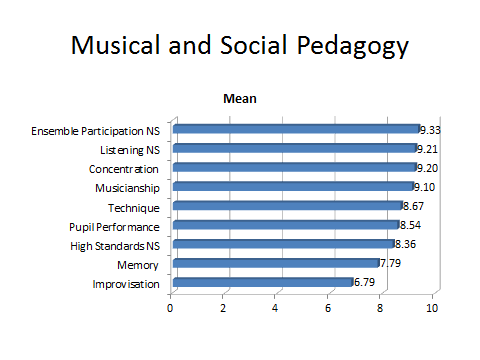 Musical and Social Pedagogy
Mean
Ensemble Participation NS 9.33
Listening NS 9.21
Concentration 9.20
Musicianship 9.10
Technique 8.67
Pupil Performance 8.54
High Standards NS 8.36
Memory 7.79
Improvisation 6.79
0 2 4 6 8 10